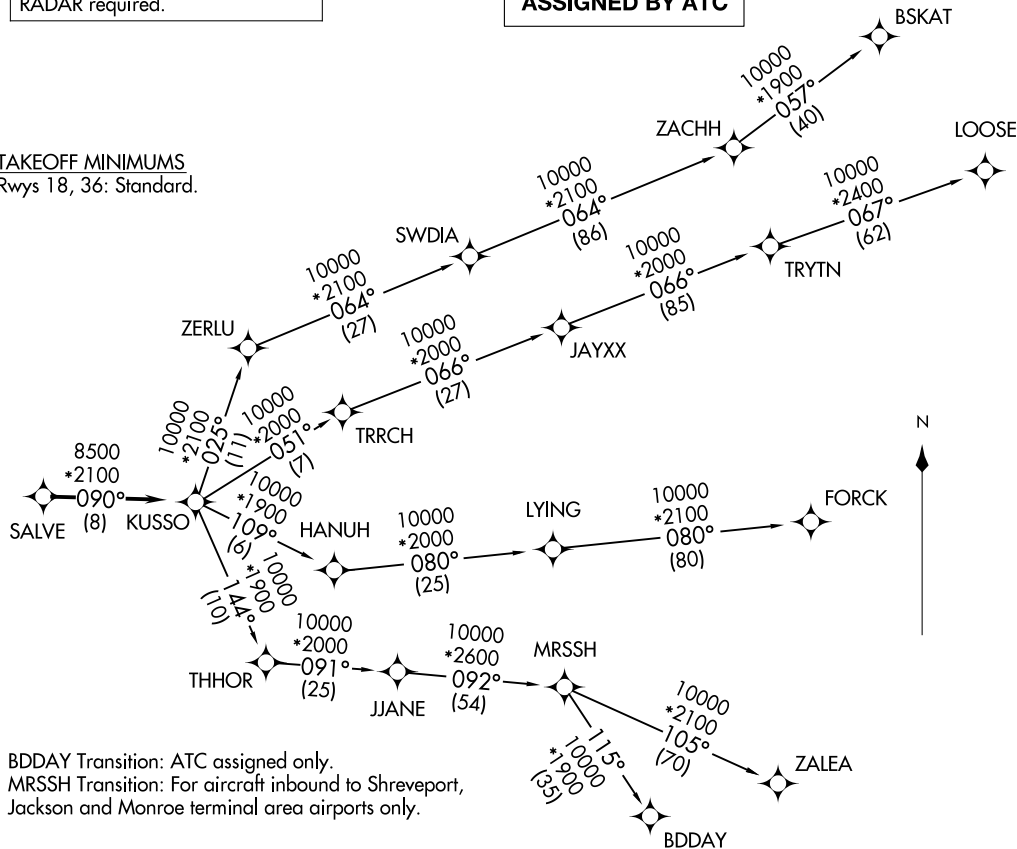 RADAR required.
ASSIGNED BY ATC
BSKAT
10000
*1900
057°
(40)
ZACHH
LOOSE
TAKEOFF MINIMUMS
Rwys 18, 36: Standard.
10000
*2100
064°
(86)
10000
*2400
067°
(62)
SWDIA
TRYTN
10000
*2100
064°
(27)
10000
*2000
066°
(85)
ZERLU
JAYXX
10000
*2000
066°
(27)
TRRCH
10000
*2100
025°
(11)
10000
*2000
051°
(7)
N
8500
*2100
090°
(8)
SALVE
KUSSO
10000
*1900
109°
(6)
HANUH
10000
*2000
080°
(25)
LYING
10000
*2100
080°
(80)
FORCK
10000
*1900
144°
(10)
THHOR
10000
*2000
091°
(25)
JJANE
10000
*2600
092°
(54)
MRSSH
10000
*2100
105°
(70)
ZALEA
115°
10000
*1900
(35)
BDDAY
BDDAY Transition: ATC assigned only.
MRSSH Transition: For aircraft inbound to Shreveport,
Jackson and Monroe terminal area airports only.